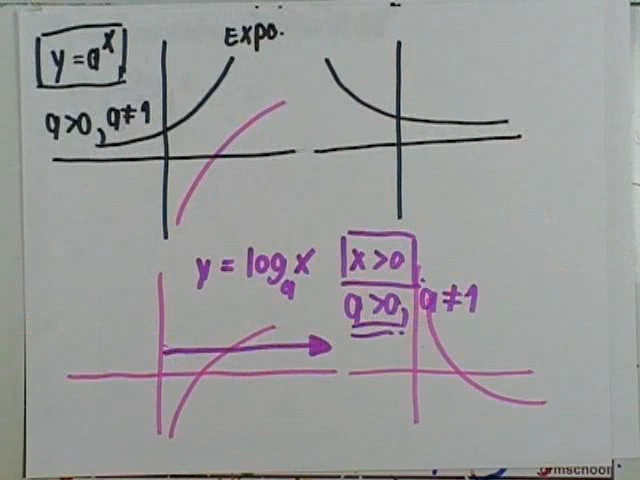 Expo.
y = a^x
a>0, a≠1
y = log_a x x>0
a>0, a≠1